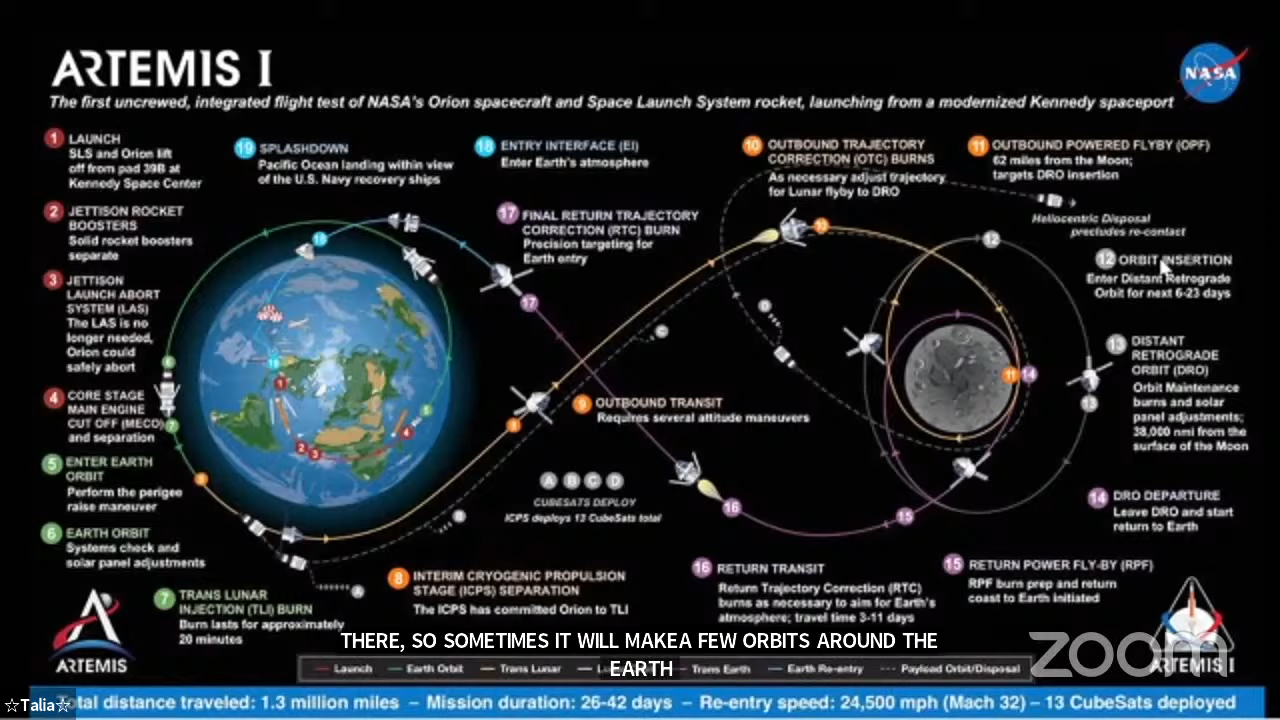 ARTEMIS I
NASA
The first uncrewed, integrated flight test of NASA's Orion spacecraft and Space Launch System rocket, launching from a modernized Kennedy spaceport
1 LAUNCH
SLS and Orion lift
off from pad 39B at
Kennedy Space Center
2 JETTISON ROCKET
BOOSTERS
Solid rocket boosters
separate
3 JETTISON
LAUNCH ABORT
SYSTEM (LAS)
The LAS is no
longer needed,
Orion could
safely abort
4 CORE STAGE
MAIN ENGINE
CUT OFF (MECO)
and separation
5 ENTER EARTH
ORBIT
Perform the perigee
raise maneuver
6 EARTH ORBIT
Systems check and
solar panel adjustments
7 TRANS LUNAR
INJECTION (TLI) BURN
Burn lasts for approximately
20 minutes
8 INTERIM CRYOGENIC PROPULSION
STAGE (ICPS) SEPARATION
The ICPS has committed Orion to TLI
9 OUTBOUND TRANSIT
Requires several attitude maneuvers
10 OUTBOUND TRAJECTORY
CORRECTION (OTC) BURNS
As necessary adjust trajectory
for Lunar flyby to DRO
11 OUTBOUND POWERED FLYBY (OPF)
62 miles from the Moon;
targets DRO insertion
Heliocentric Disposal
precludes re-contact
12 ORBIT INSERTION
Enter Distant Retrograde
Orbit for next 6-23 days
13 DISTANT
RETROGRADE
ORBIT (DRO)
Orbit Maintenance
burns and solar
panel adjustments;
38,000 nmi from the
surface of the Moon
14 DRO DEPARTURE
Leave DRO and start
return to Earth
15 RETURN POWER FLY-BY (RPF)
RPF burn prep and return
coast to Earth initiated
16 RETURN TRANSIT
Return Trajectory Correction (RTC)
burns as necessary to aim for Earth's
atmosphere; travel time 3-11 days
17 FINAL RETURN TRAJECTORY
CORRECTION (RTC) BURN
Precision targeting for
Earth entry
18 ENTRY INTERFACE (EI)
Enter Earth's atmosphere
19 SPLASHDOWN
Pacific Ocean landing within view
of the U.S. Navy recovery ships
A B C D
CUBESATS DEPLOY
ICPS deploys 13 CubeSats total
THERE, SO SOMETIMES IT WILL MAKEA FEW ORBITS AROUND THE
EARTH
Launch Earth Orbit Trans Lunar Trans Earth Earth Re-entry Payload Orbit/Disposal
ARTEMIS
ARTEMIS I
zoom
☆Talia☆
Total distance traveled: 1.3 million miles – Mission duration: 26-42 days – Re-entry speed: 24,500 mph (Mach 32) – 13 CubeSats deployed